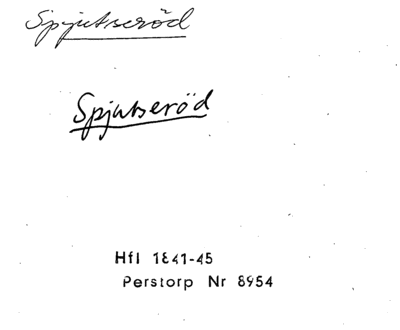 Spjutseröd
Spjutseröd
Hfl 1841-45
Perstorp Nr 8954